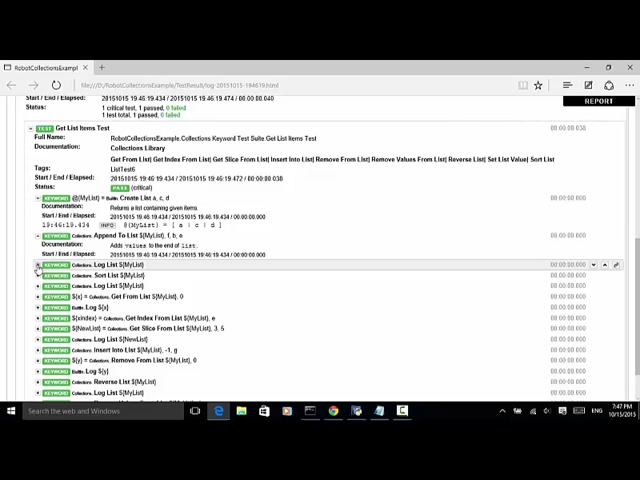 RobotCollectionsExampl
file:///D:/RobotCollectionsExample/TestResult/log-20151015-194619.html
Start / End / Elapsed: 20151015 19:46:19.434 / 20151015 19:46:19.474 / 00:00:00.040
Status: 1 critical test, 1 passed, 0 failed
1 test total, 1 passed, 0 failed
REPORT
TEST Get List Items Test 00:00:00.038
Full Name: RobotCollectionsExample.Collections Keyword Test Suite.Get List Items Test
Documentation: Collections Library
Get From List| Get Index From List| Get Slice From List| Insert Into List| Remove From List| Remove Values From List| Reverse List| Set List Value| Sort List
Tags: ListTest6
Start / End / Elapsed: 20151015 19:46:19.434 / 20151015 19:46:19.472 / 00:00:00.038
Status: PASS (critical)
KEYWORD @{MyList} = BuiltIn. Create List a, c, d 00:00:00.000
Documentation: Returns a list containing given items.
Start / End / Elapsed: 20151015 19:46:19.434 / 20151015 19:46:19.434 / 00:00:00.000
19:46:19.434 INFO @{MyList} = [ a | c | d ]
KEYWORD Collections. Append To List ${MyList}, f, b, e 00:00:00.000
Documentation: Adds values to the end of list.
Start / End / Elapsed: 20151015 19:46:19.434 / 20151015 19:46:19.434 / 00:00:00.000
KEYWORD Collections. Log List ${MyList} 00:00:00.000
KEYWORD Collections. Sort List ${MyList} 00:00:00.000
KEYWORD Collections. Log List ${MyList} 00:00:00.000
KEYWORD ${x} = Collections. Get From List ${MyList}, 0 00:00:00.000
KEYWORD BuiltIn. Log ${x} 00:00:00.000
KEYWORD ${xindex} = Collections. Get Index From List ${MyList}, e 00:00:00.000
KEYWORD ${NewList} = Collections. Get Slice From List ${MyList}, 3, 5 00:00:00.000
KEYWORD Collections. Log List ${NewList} 00:00:00.000
KEYWORD Collections. Insert Into List ${MyList}, -1, g 00:00:00.000
KEYWORD ${y} = Collections. Remove From List ${MyList}, 0 00:00:00.000
KEYWORD BuiltIn. Log ${y} 00:00:00.000
KEYWORD Collections. Reverse List ${MyList} 00:00:00.000
KEYWORD Collections. Log List ${MyList} 00:00:00.000
Search the web and Windows
ENG
7:47 PM
10/15/2015